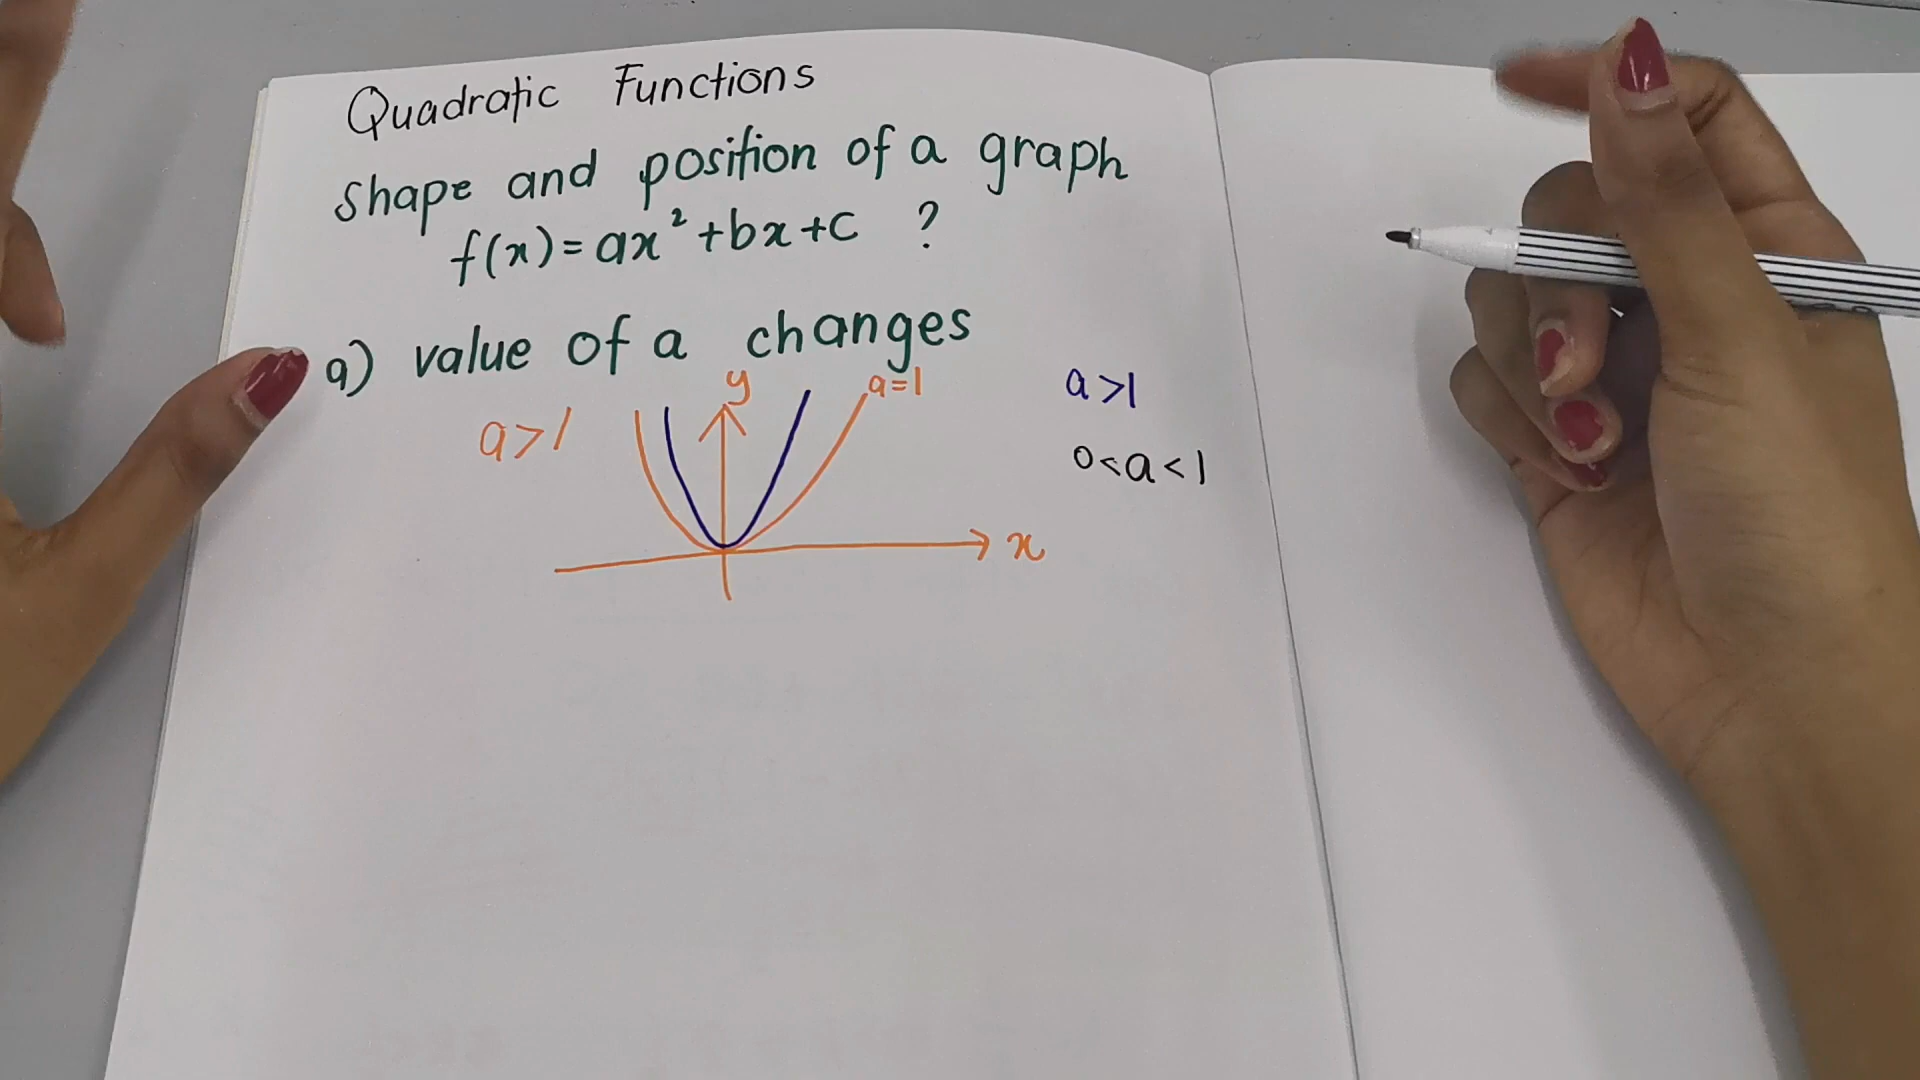 Quadratic Functions
shape and position of a graph
f(x) = ax² + bx + c ?
a) value of a changes
y
a=1
a >1
a > 1
0 < a < 1
x